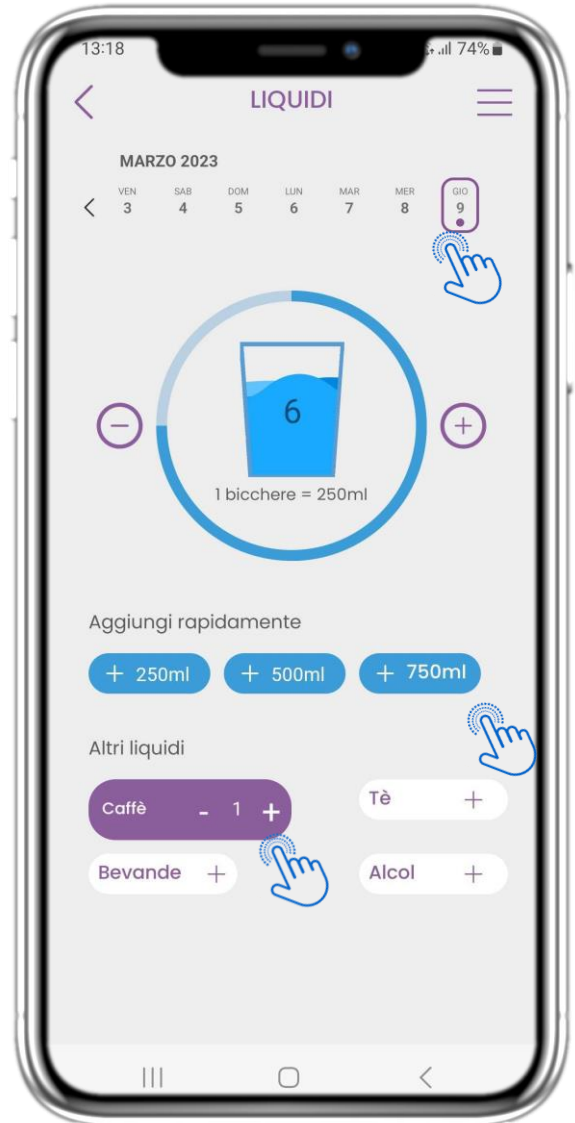 13:18 74%
LIQUIDI
MARZO 2023
VEN SAB DOM LUN MAR MER GIO
3 4 5 6 7 8 9
6
1 bicchere = 250ml
Aggiungi rapidamente
+ 250ml + 500ml + 750ml
Altri liquidi
Caffè - 1 + Tè +
Bevande + Alcol +